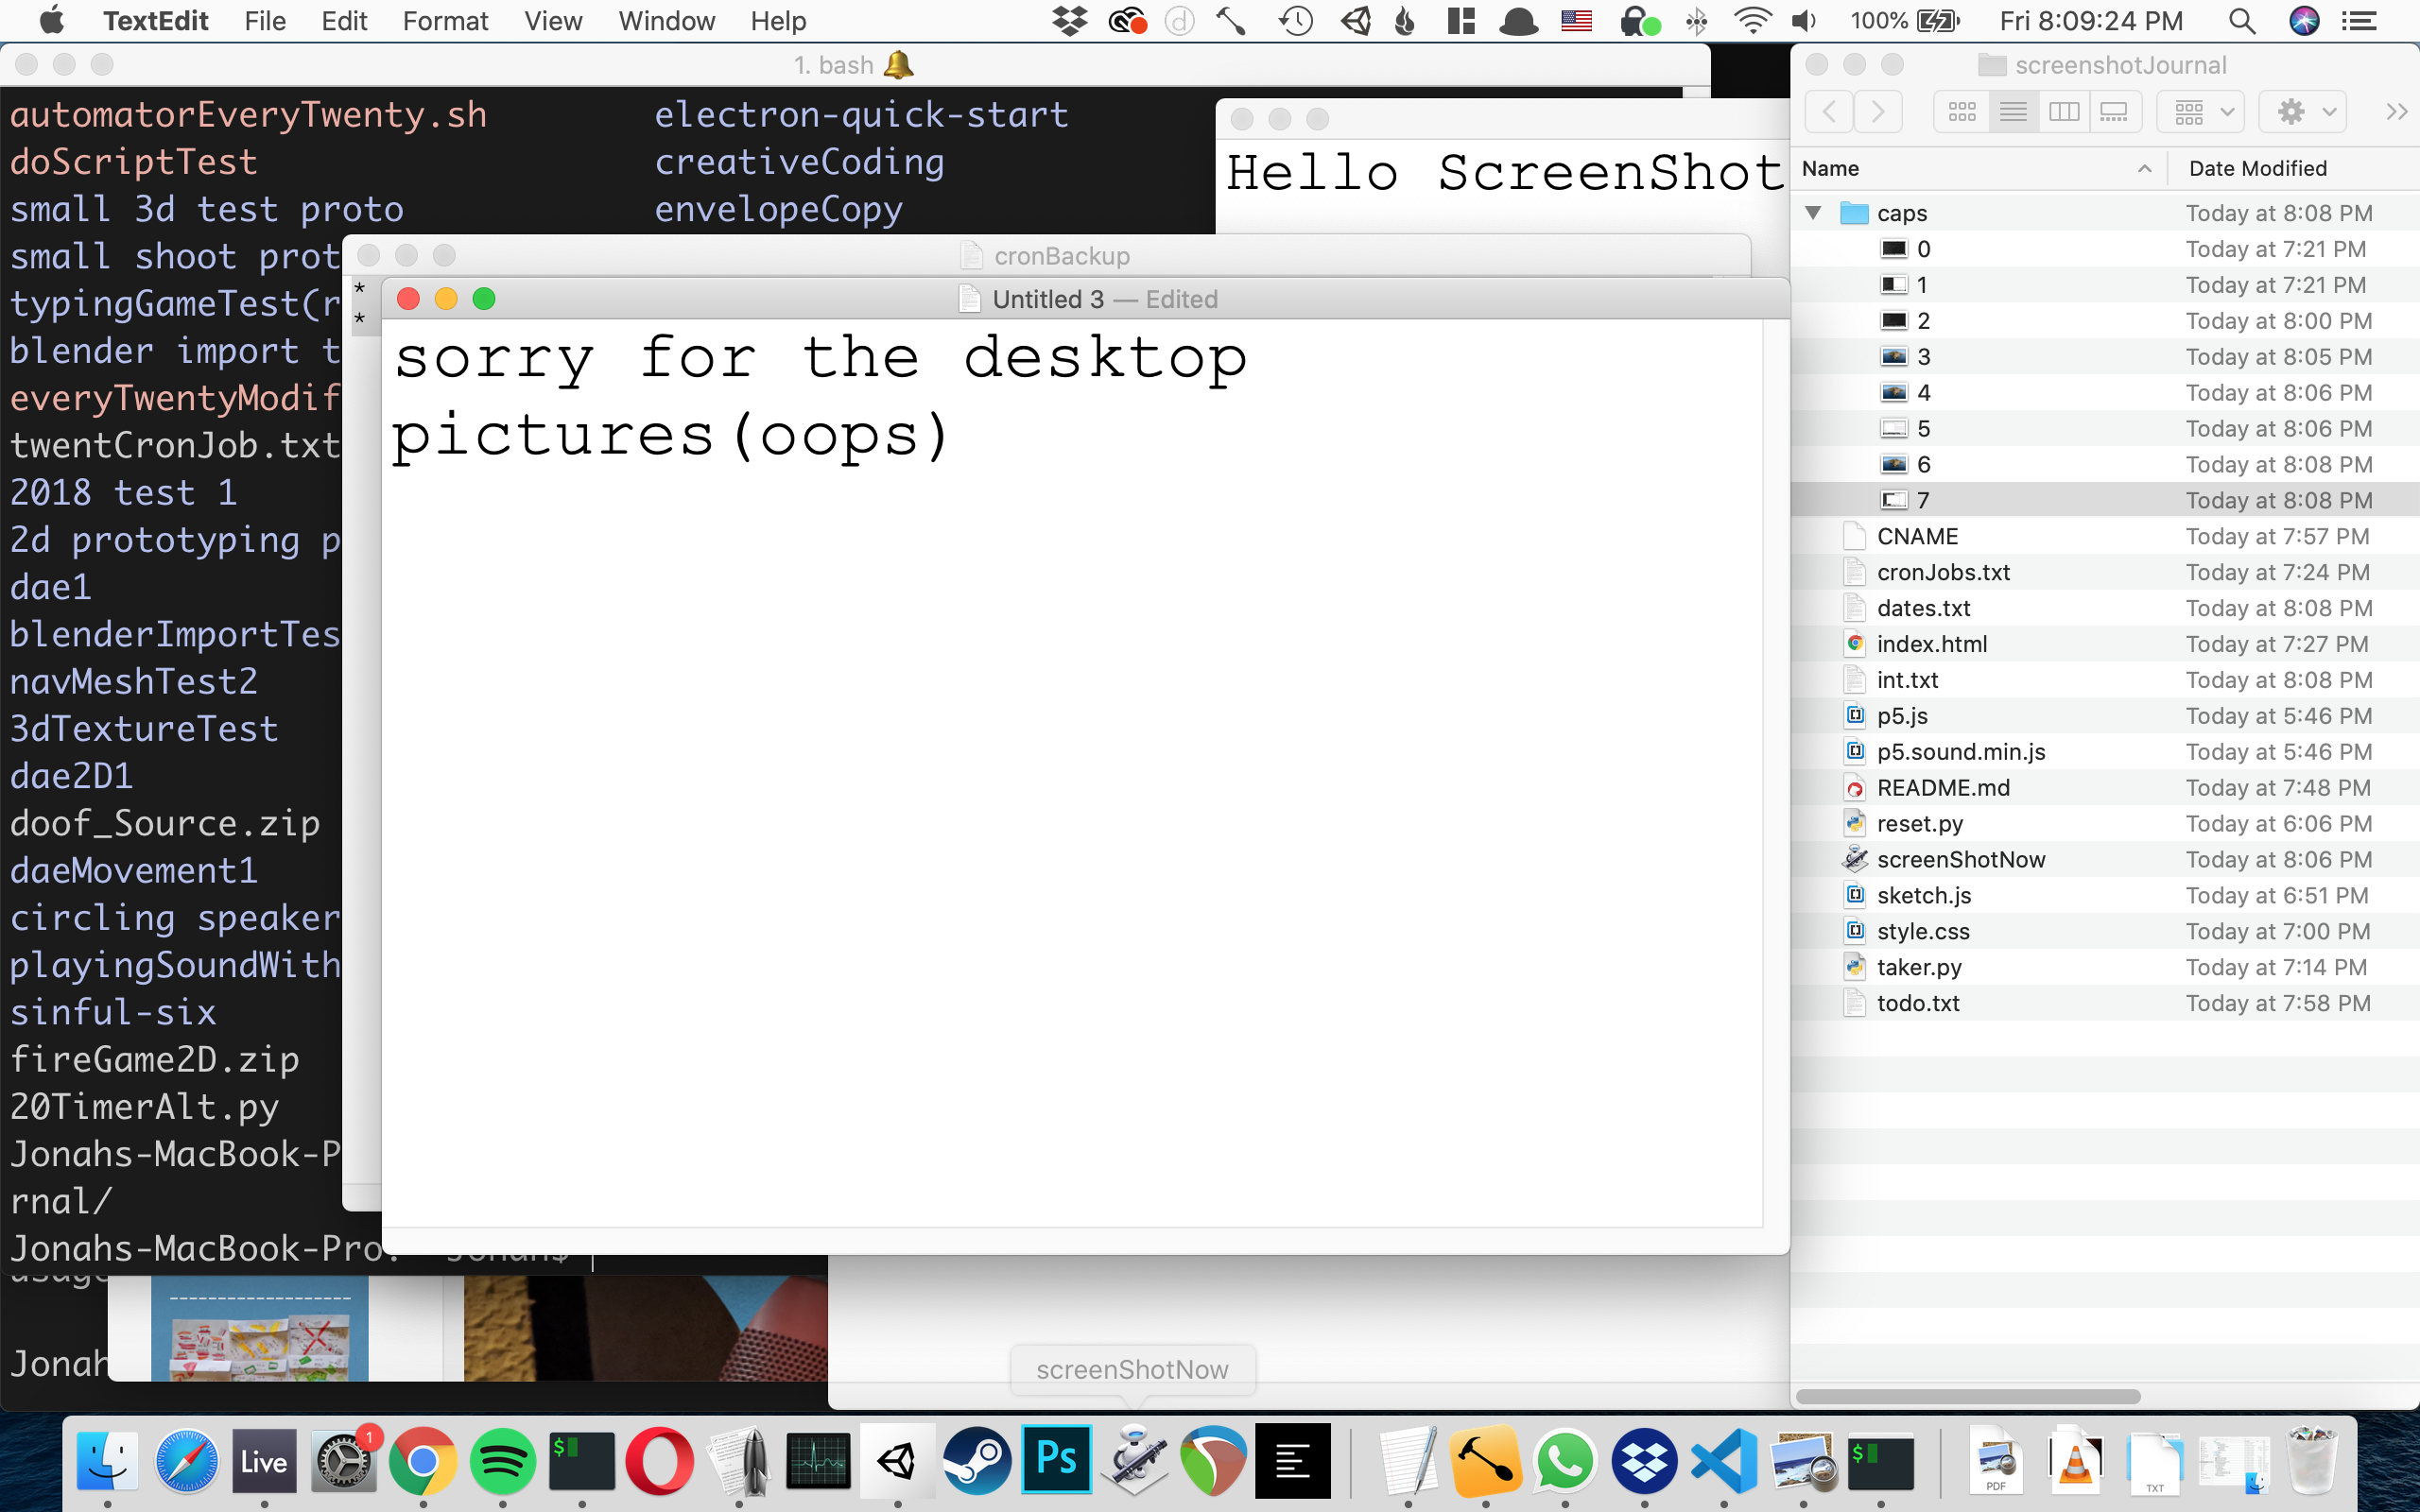 TextEdit File Edit Format View Window Help 100% Fri 8:09:24 PM
1. bash
automatorEveryTwenty.sh electron-quick-start
doScriptTest creativeCoding
small 3d test proto envelopeCopy
small shoot prot
typingGameTest(r
blender import t
everyTwentyModif
twentCronJob.txt
2018 test 1
2d prototyping p
dae1
blenderImportTes
navMeshTest2
3dTextureTest
dae2D1
doof_Source.zip
daeMovement1
circling speaker
playingSoundWith
sinful-six
fireGame2D.zip
20TimerAlt.py
Jonahs-MacBook-P
rnal/
Jonahs-MacBook-Pro:~ Jonah$
usage
Jonah
Hello ScreenShot
cronBackup
*
*
Untitled 3 — Edited
sorry for the desktop
pictures(oops)
screenshotJournal
Name Date Modified
caps Today at 8:08 PM
0 Today at 7:21 PM
1 Today at 7:21 PM
2 Today at 8:00 PM
3 Today at 8:05 PM
4 Today at 8:06 PM
5 Today at 8:06 PM
6 Today at 8:08 PM
7 Today at 8:08 PM
CNAME Today at 7:57 PM
cronJobs.txt Today at 7:24 PM
dates.txt Today at 8:08 PM
index.html Today at 7:27 PM
int.txt Today at 8:08 PM
p5.js Today at 5:46 PM
p5.sound.min.js Today at 5:46 PM
README.md Today at 7:48 PM
reset.py Today at 6:06 PM
screenShotNow Today at 8:06 PM
sketch.js Today at 6:51 PM
style.css Today at 7:00 PM
taker.py Today at 7:14 PM
todo.txt Today at 7:58 PM
screenShotNow
Live 1 $ Ps $ PDF TXT